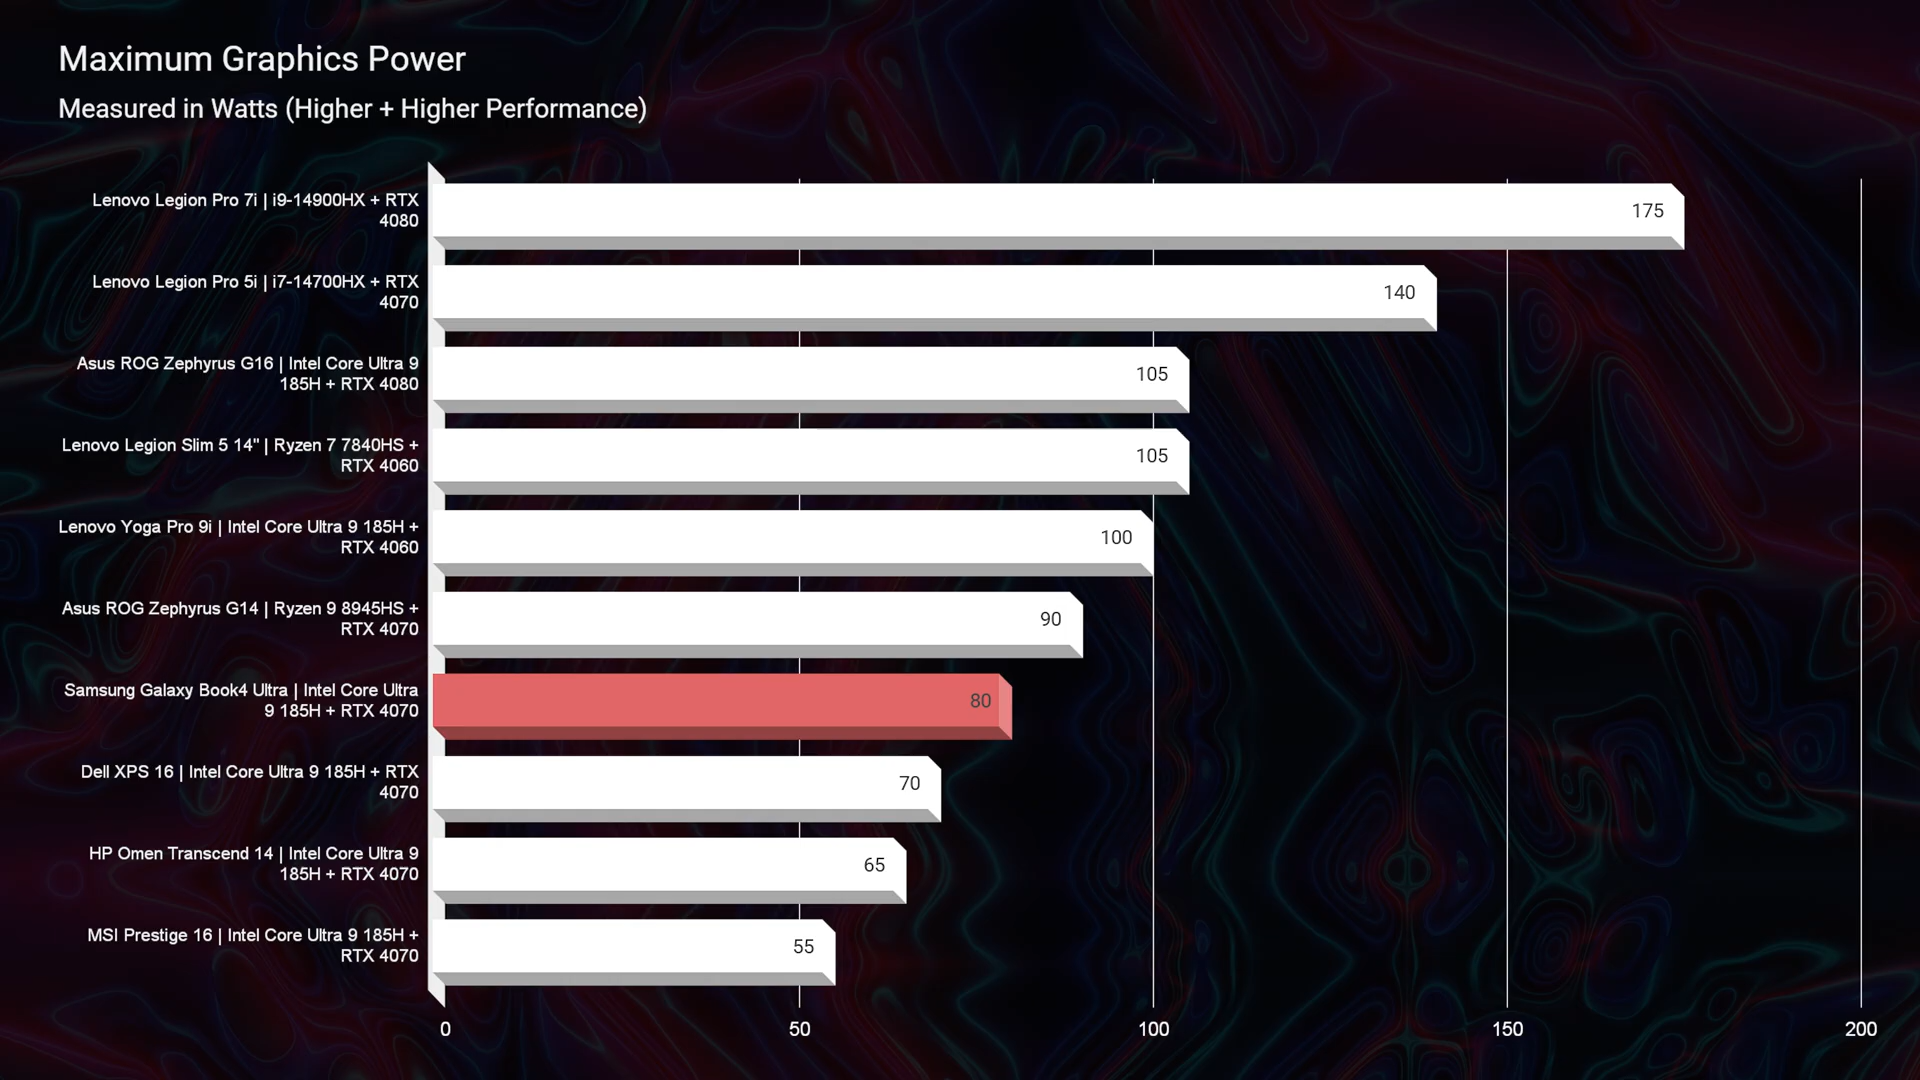 Maximum Graphics Power
Measured in Watts (Higher + Higher Performance)
Lenovo Legion Pro 7i | i9-14900HX + RTX
4080
175
Lenovo Legion Pro 5i | i7-14700HX + RTX
4070
140
Asus ROG Zephyrus G16 | Intel Core Ultra 9
185H + RTX 4080
105
Lenovo Legion Slim 5 14" | Ryzen 7 7840HS +
RTX 4060
105
Lenovo Yoga Pro 9i | Intel Core Ultra 9 185H +
RTX 4060
100
Asus ROG Zephyrus G14 | Ryzen 9 8945HS +
RTX 4070
90
Samsung Galaxy Book4 Ultra | Intel Core Ultra
9 185H + RTX 4070
80
Dell XPS 16 | Intel Core Ultra 9 185H + RTX
4070
70
HP Omen Transcend 14 | Intel Core Ultra 9
185H + RTX 4070
65
MSI Prestige 16 | Intel Core Ultra 9 185H +
RTX 4070
55
0 50 100 150 200